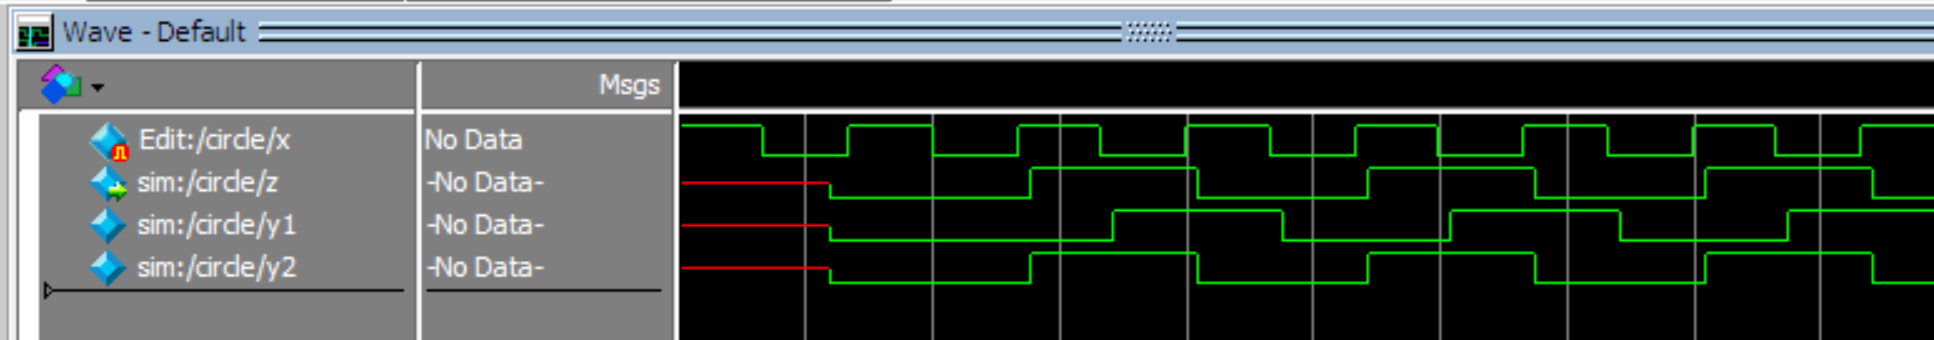 Wave - Default
Msgs
Edit:/circle/x No Data
sim:/circle/z -No Data-
sim:/circle/y1 -No Data-
sim:/circle/y2 -No Data-